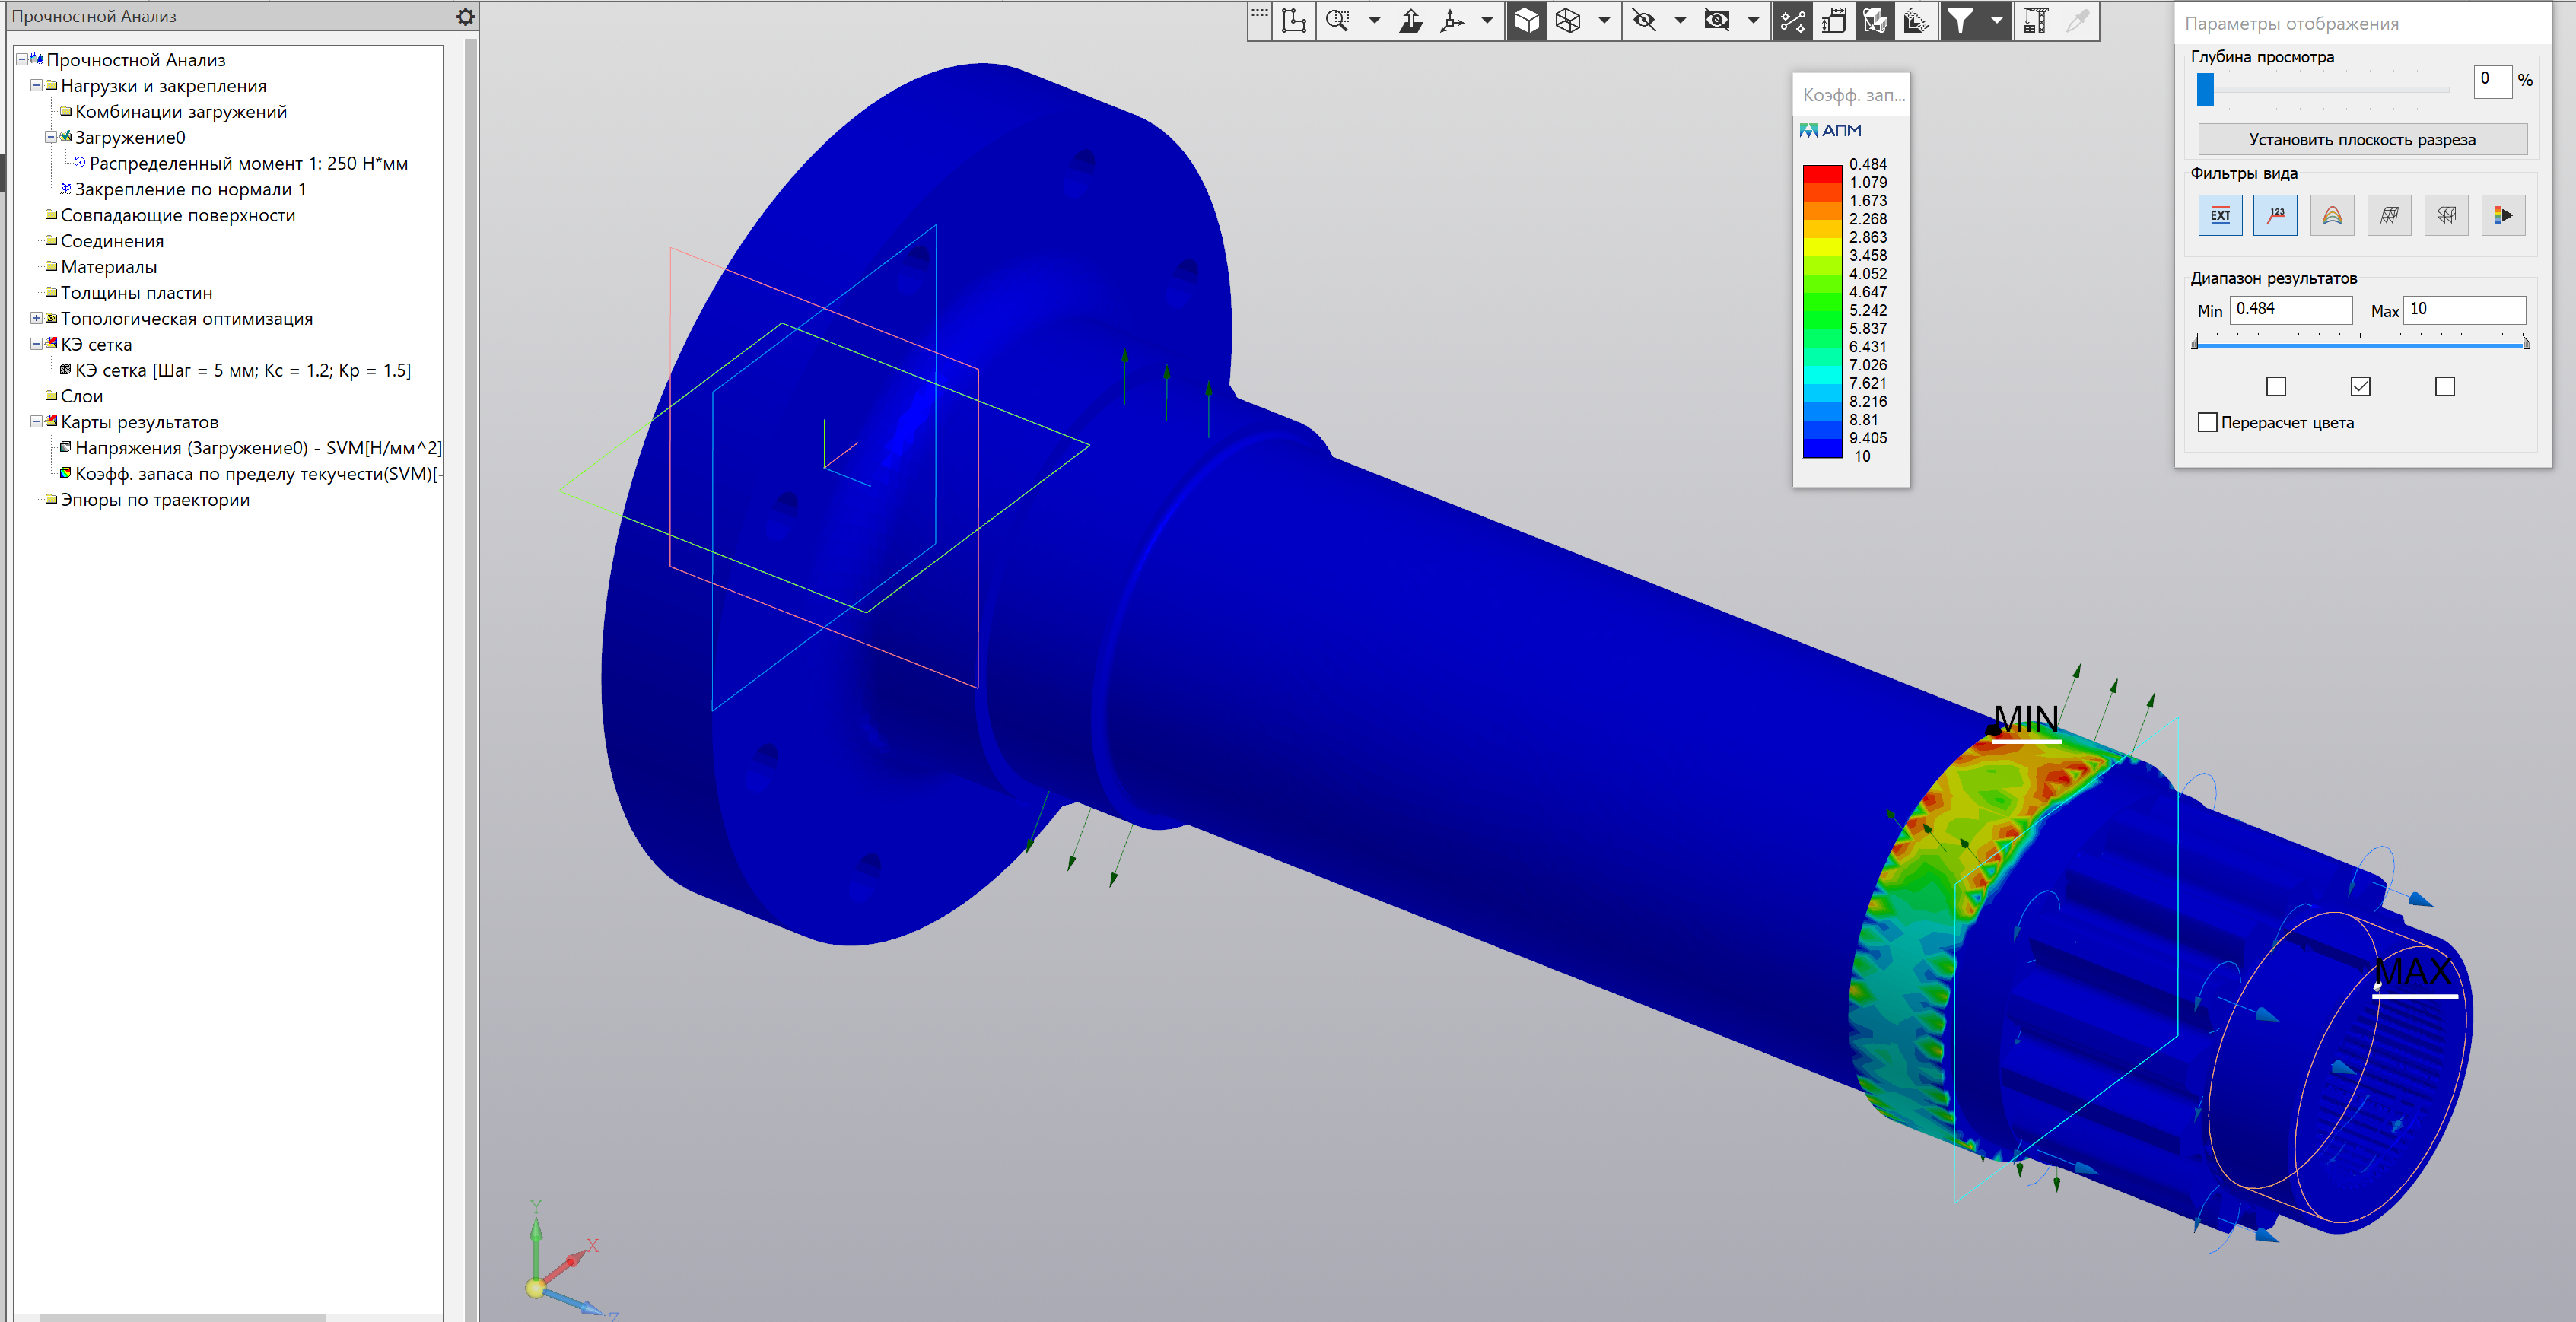 Прочностной Анализ
Прочностной Анализ
Нагрузки и закрепления
Комбинации загружений
Загружение0
Распределенный момент 1: 250 Н*мм
Закрепление по нормали 1
Совпадающие поверхности
Соединения
Материалы
Толщины пластин
Топологическая оптимизация
КЭ сетка
КЭ сетка [Шаг = 5 мм; Кс = 1.2; Кр = 1.5]
Слои
Карты результатов
Напряжения (Загружение0) - SVM[Н/мм^2]
Коэфф. запаса по пределу текучести(SVM)[-
Эпюры по траектории
Коэфф. зап...
АПМ
0.484
1.079
1.673
2.268
2.863
3.458
4.052
4.647
5.242
5.837
6.431
7.026
7.621
8.216
8.81
9.405
10
Параметры отображения
Глубина просмотра
0 %
Установить плоскость разреза
Фильтры вида
EXT 123
Диапазон результатов
Min 0.484 Max 10
Перерасчет цвета
MIN
MAX
Y
X
Z